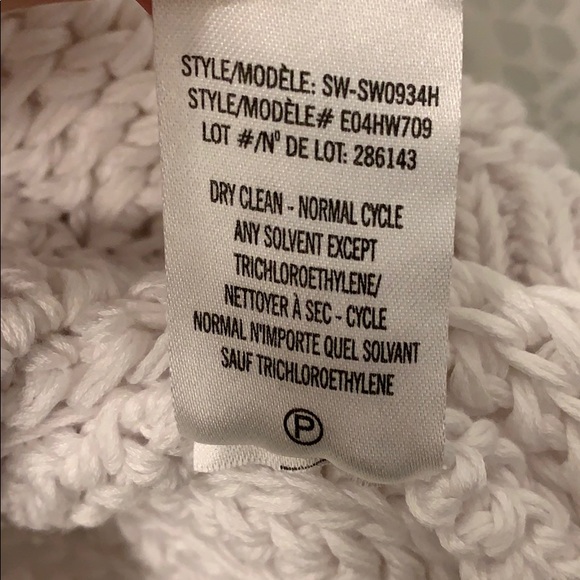 STYLE/MODÈLE: SW-SW0934H
STYLE/MODÈLE# E04HW709
LOT #/Nº DE LOT: 286143
DRY CLEAN - NORMAL CYCLE
ANY SOLVENT EXCEPT
TRICHLOROETHYLENE/
NETTOYER À SEC - CYCLE
NORMAL N'IMPORTE QUEL SOLVANT
SAUF TRICHLOROETHYLENE
P